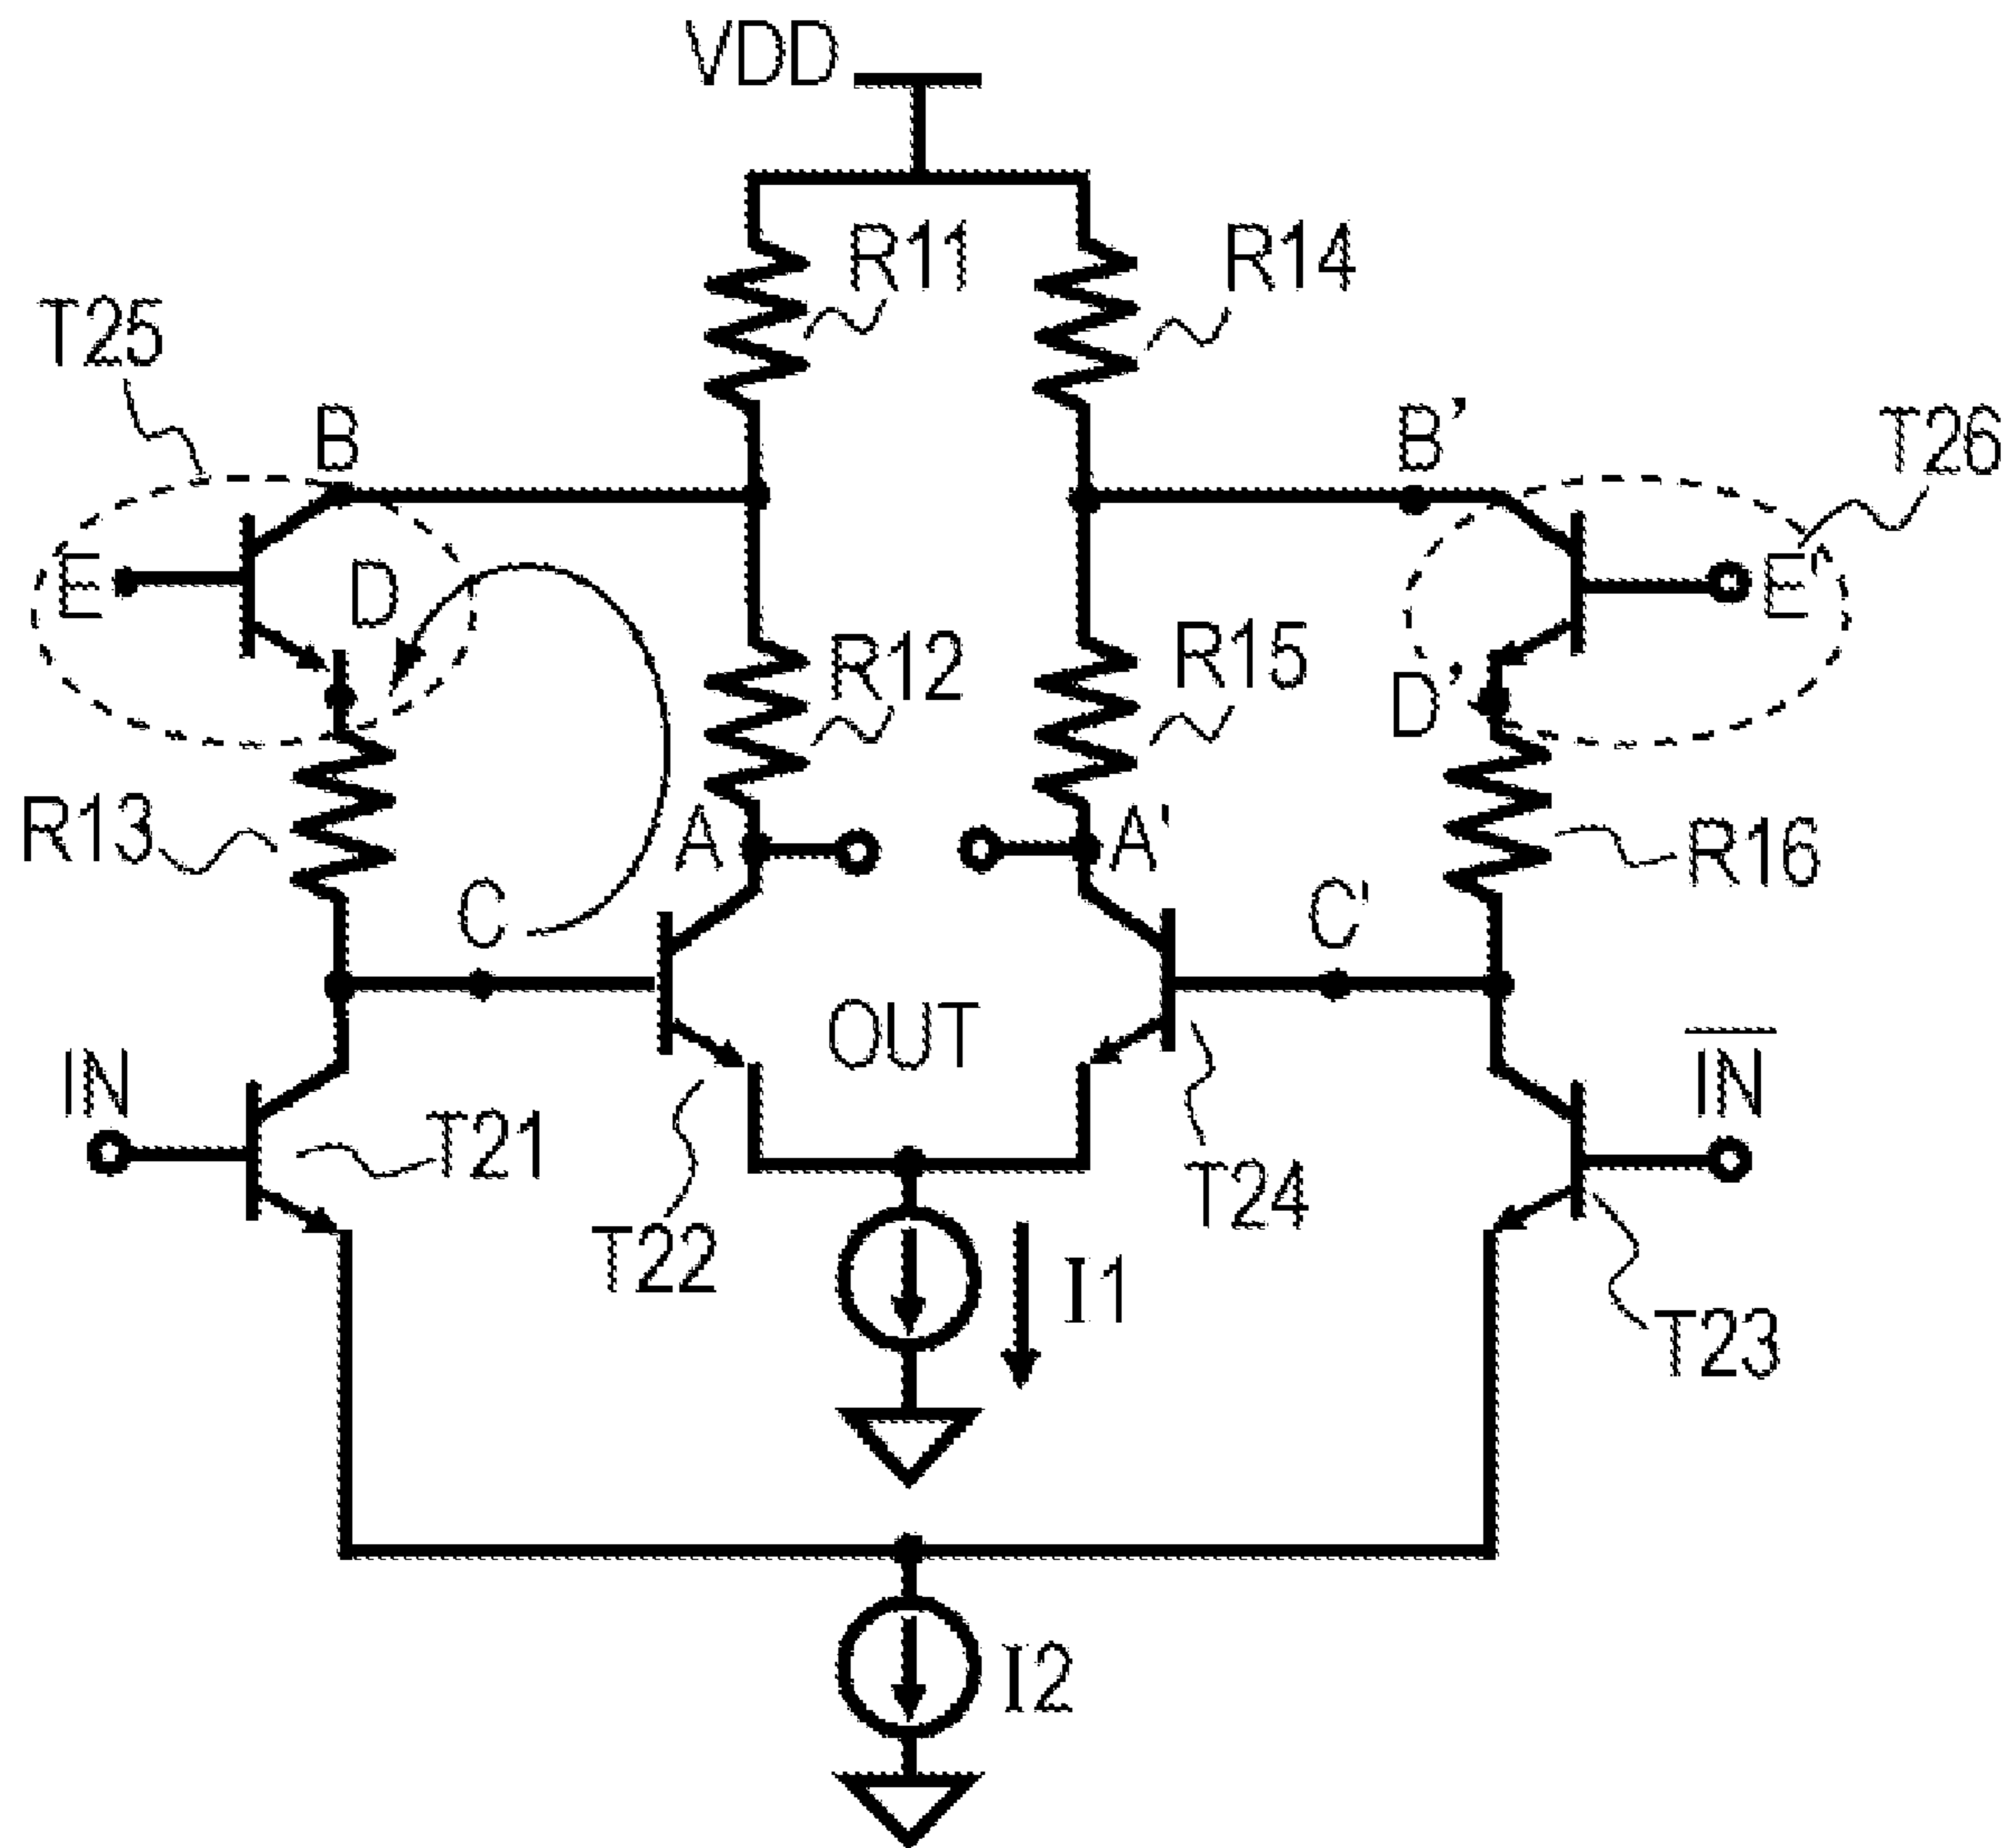 VDD
R11
R14
T25
B
B'
T26
E
D
E'
R12
R15
D'
R13
A
A'
R16
C
C'
OUT
IN
IN
T21
T24
T22
I1
T23
I2